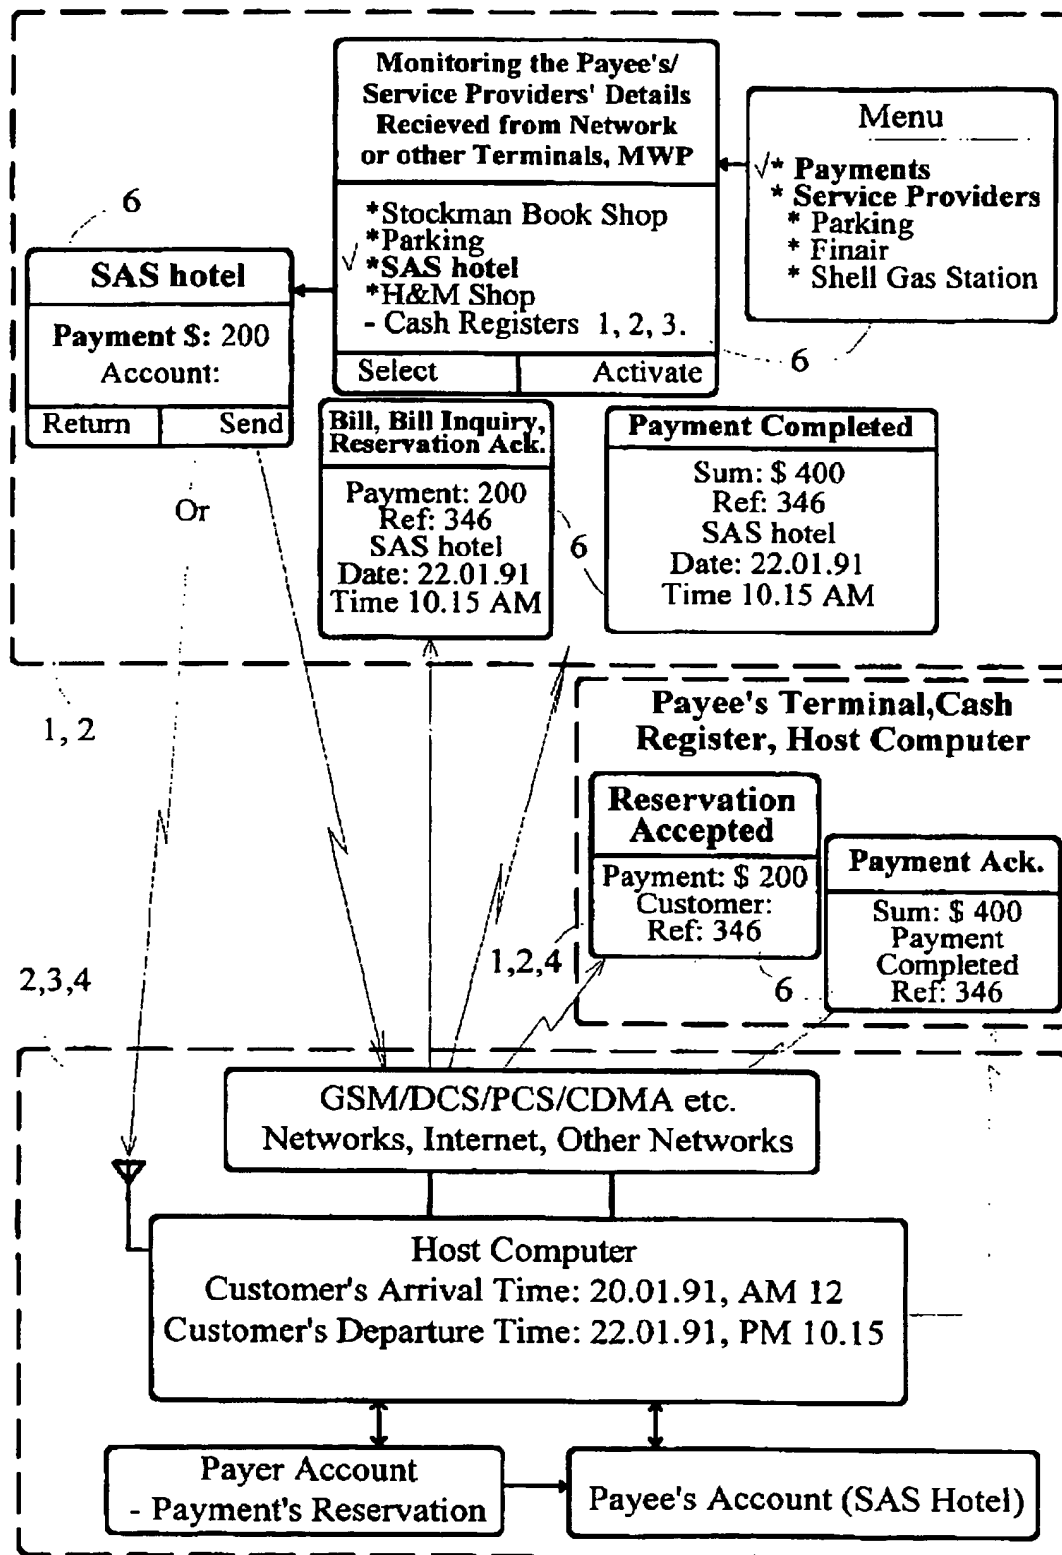 Monitoring the Payee's/
Service Providers' Details
Recieved from Network
or other Terminals, MWP
*Stockman Book Shop
*Parking
√ *SAS hotel
*H&M Shop
- Cash Registers 1, 2, 3.
Select Activate
Menu
√* Payments
* Service Providers
* Parking
* Finair
* Shell Gas Station
6
6
SAS hotel
Payment $: 200
Account:
Return Send
Or
Bill, Bill Inquiry,
Reservation Ack.
Payment: 200
Ref: 346
SAS hotel
Date: 22.01.91
Time 10.15 AM
6
Payment Completed
Sum: $ 400
Ref: 346
SAS hotel
Date: 22.01.91
Time 10.15 AM
1, 2
Payee's Terminal,Cash
Register, Host Computer
Reservation
Accepted
Payment: $ 200
Customer:
Ref: 346
Payment Ack.
Sum: $ 400
Payment
Completed
Ref: 346
1,2,4
6
2,3,4
GSM/DCS/PCS/CDMA etc.
Networks, Internet, Other Networks
Host Computer
Customer's Arrival Time: 20.01.91, AM 12
Customer's Departure Time: 22.01.91, PM 10.15
Payer Account
- Payment's Reservation
Payee's Account (SAS Hotel)